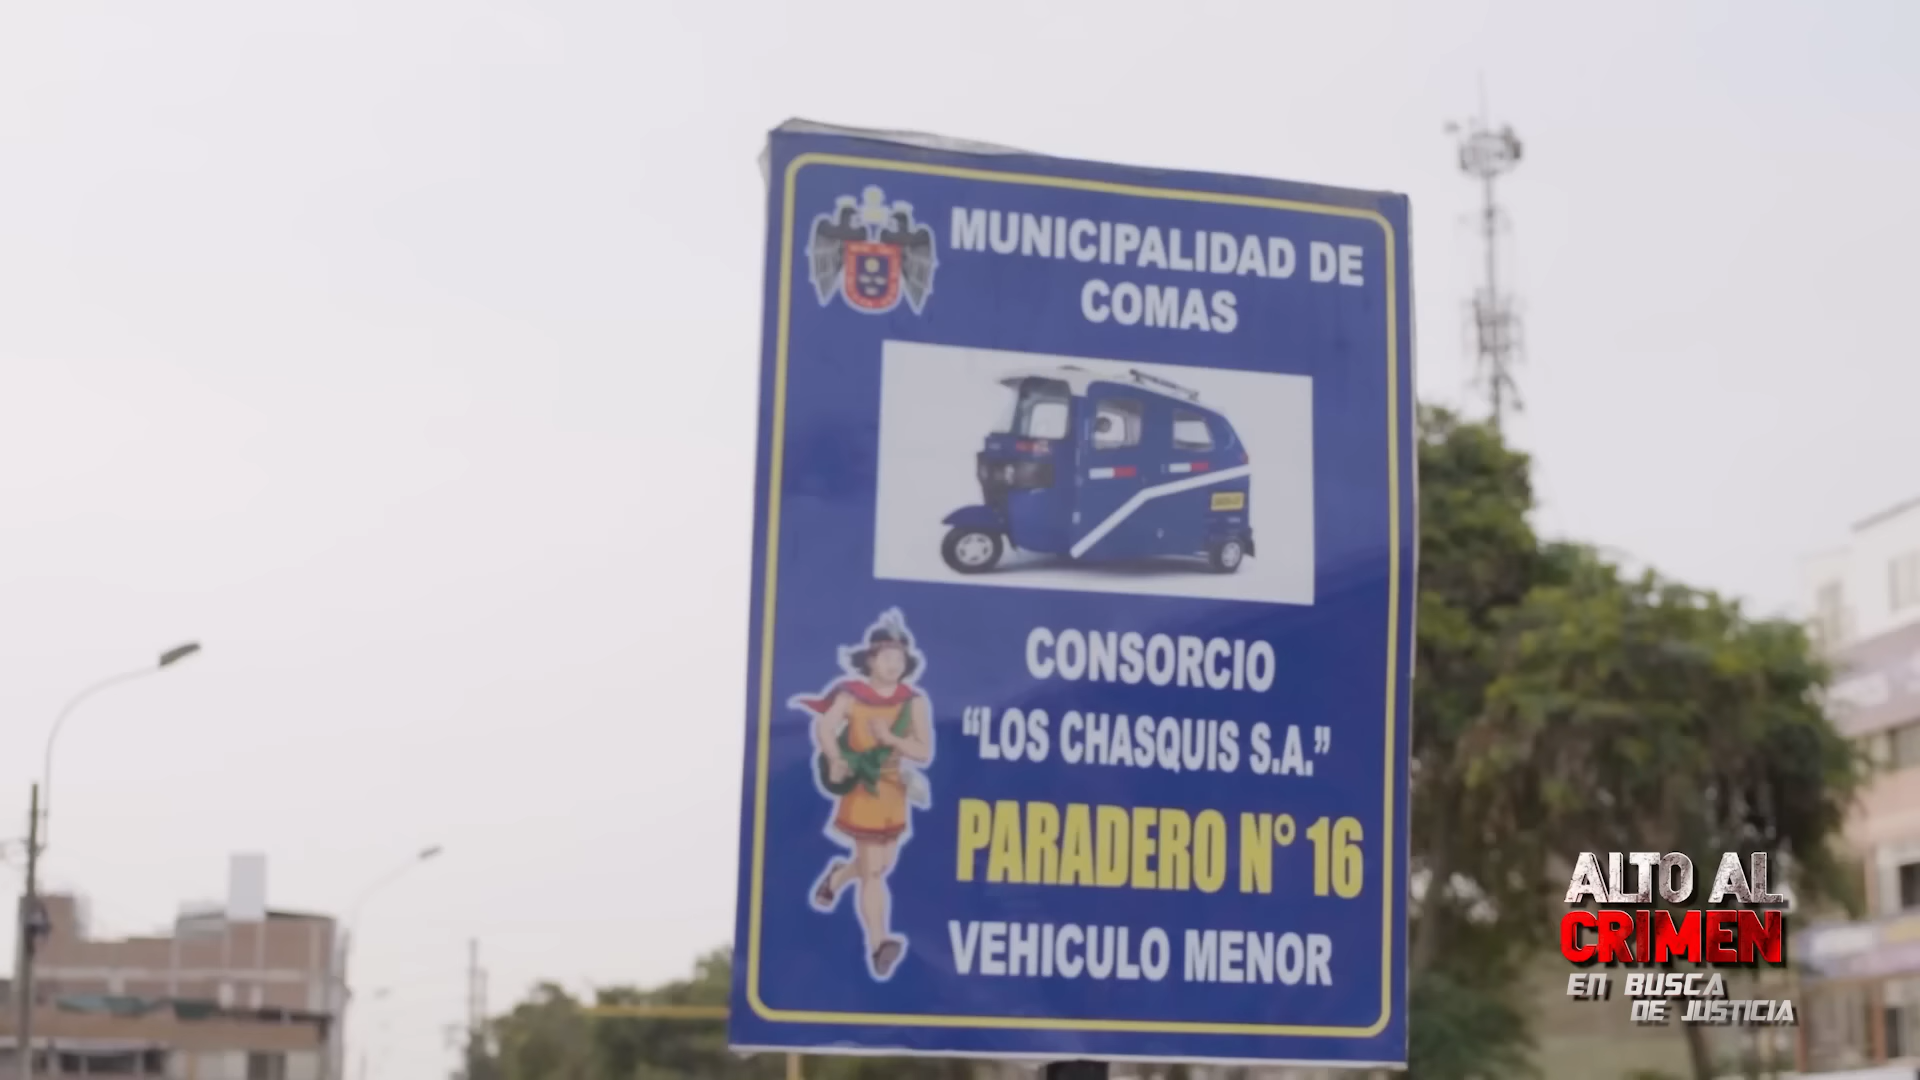 MUNICIPALIDAD DE
COMAS
CONSORCIO
“LOS CHASQUIS S.A.”
PARADERO N° 16
VEHICULO MENOR
ALTO AL
CRIMEN
EN BUSCA
DE JUSTICIA